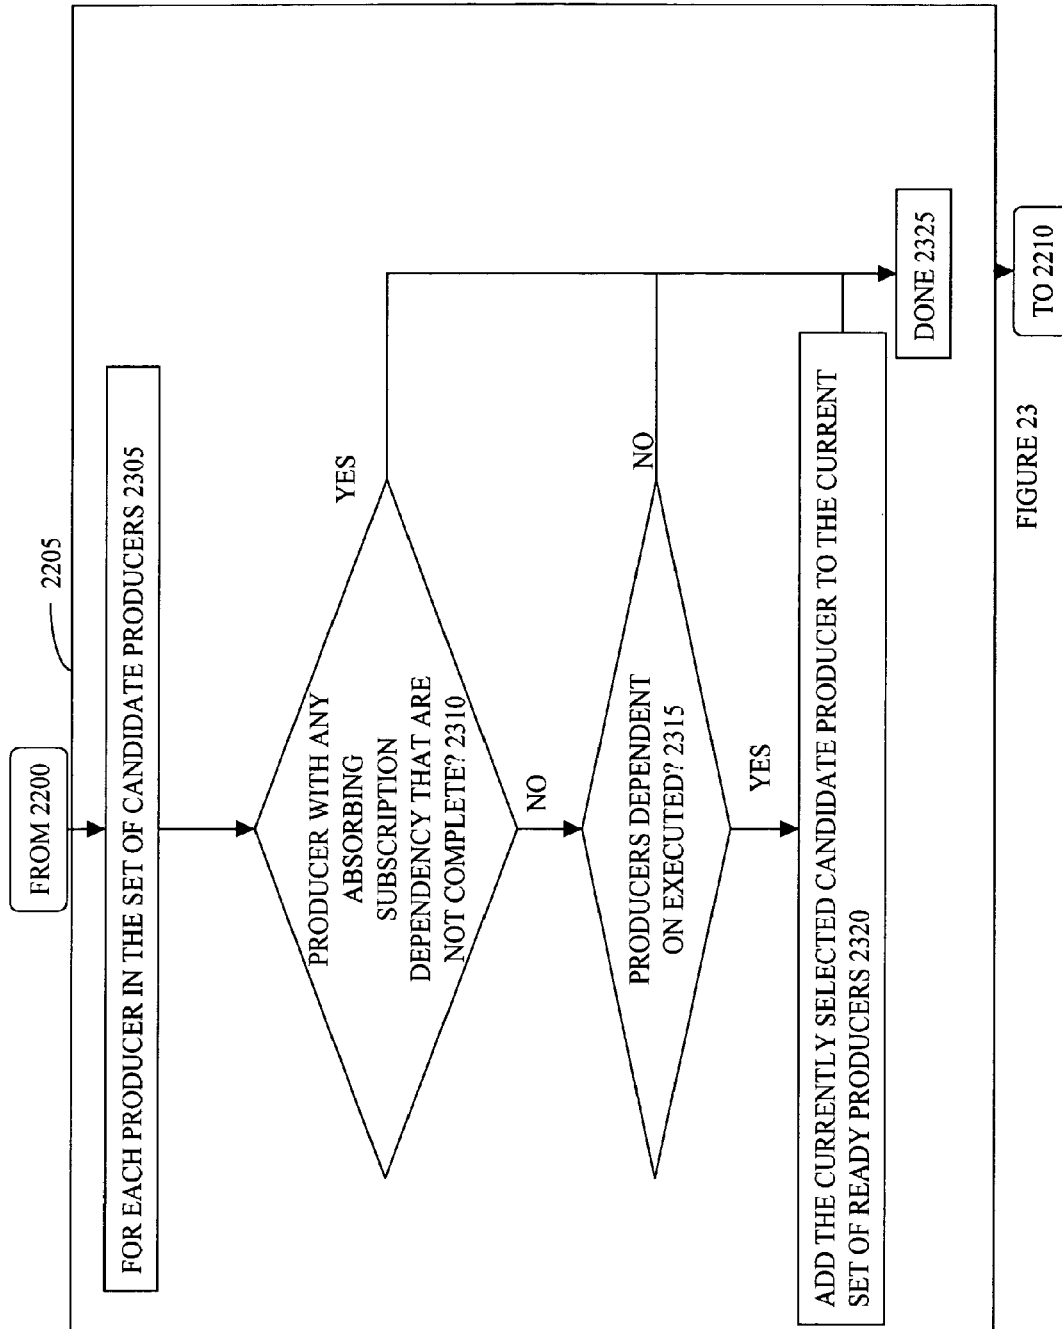 FROM 2200
2205
FOR EACH PRODUCER IN THE SET OF CANDIDATE PRODUCERS 2305
PRODUCER WITH ANY
ABSORBING
SUBSCRIPTION
DEPENDENCY THAT ARE
NOT COMPLETE? 2310
YES
NO
PRODUCERS DEPENDENT
ON EXECUTED? 2315
NO
YES
ADD THE CURRENTLY SELECTED CANDIDATE PRODUCER TO THE CURRENT
SET OF READY PRODUCERS 2320
DONE 2325
TO 2210
FIGURE 23